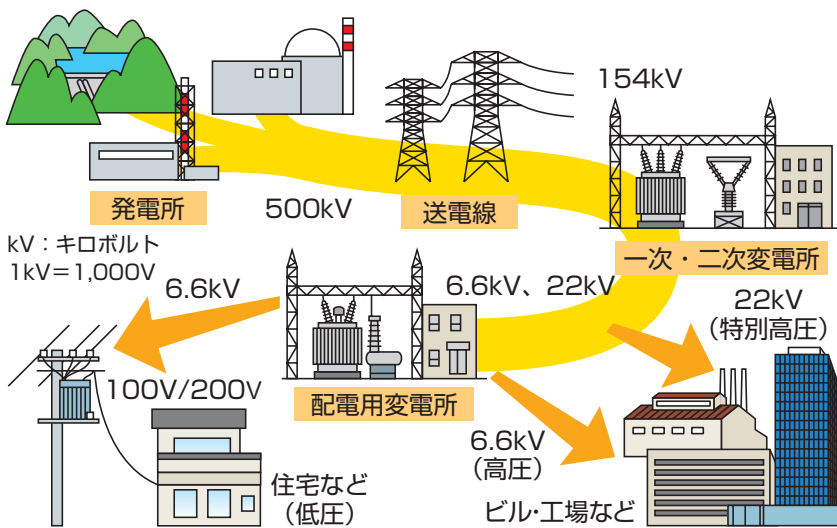 154kV
発電所
500kV
送電線
kV：キロボルト
1kV＝1,000V
一次・二次変電所
6.6kV
6.6kV、22kV
22kV
（特別高圧）
100V/200V
配電用変電所
6.6kV
（高圧）
住宅など
（低圧）
ビル・工場など